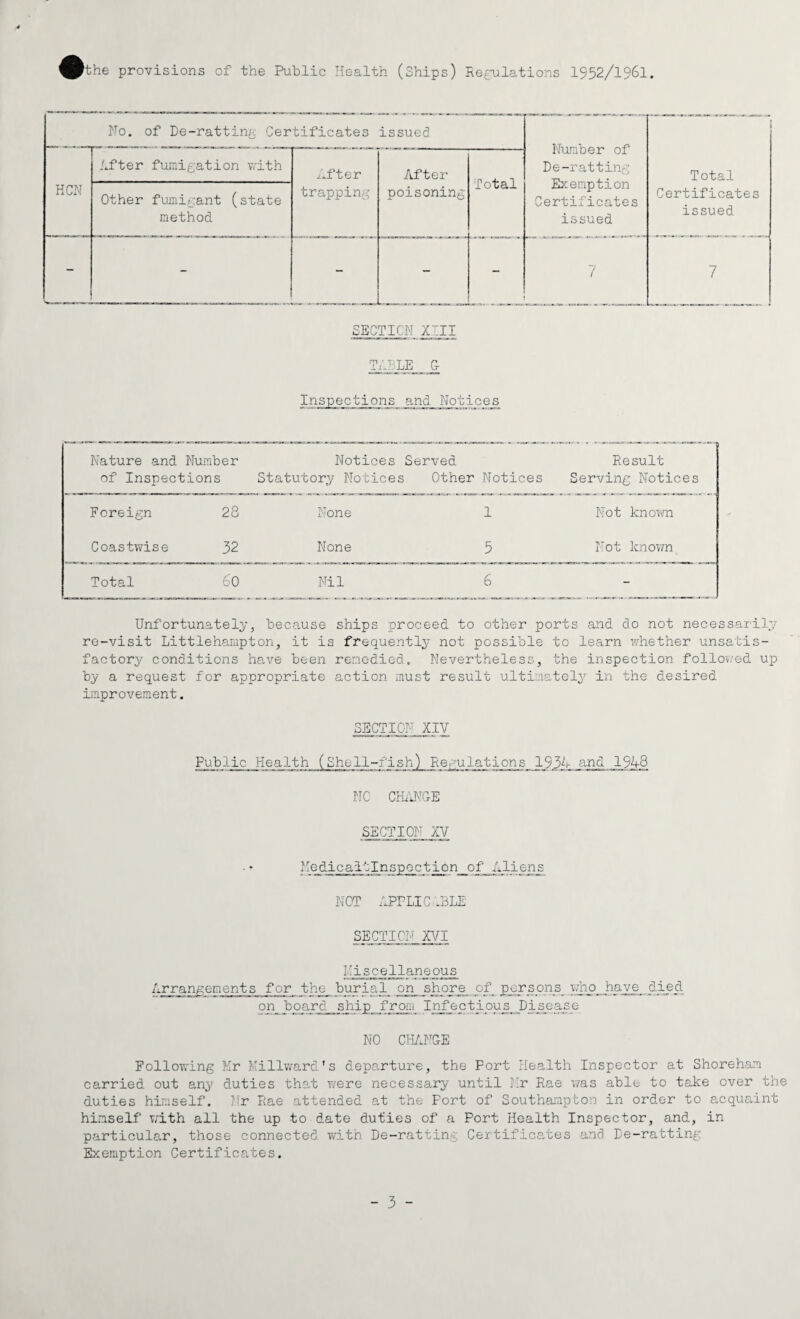 the provisions of the Public Health (Ships) Regulations 1952/1961.
No. of De-ratting Certificates issued
Number of De-ratting Exemption Certificates issued
Total Certificates issued
HCN
After fumigation with
Other fumigant (state method
After trapping
After poisoning
Total
- - - - - 7 7
SECTION XIII
TABLE G
Inspections and Notices
Nature and Number Notices Served Result
of Inspections Statutory Notices Other Notices Serving Notices
Foreign 28 None 1 Not known
Coastwise 32 None 5 Not known
Total 60 Nil 6 -
Unfortunately, because ships proceed to other ports and do not necessarily
re-visit Littlehampton, it is frequently not possible to learn whether unsatis-
factory conditions have been remedied. Nevertheless, the inspection followed up
by a request for appropriate action must result ultimately in the desired
improvement.
SECTION XIV
Public Health (Shell-fish) Regulations 1934 and 1948
NO CHANGE
SECTION XV
Medical Inspection of Aliens
NOT APPLICABLE
SECTION XVI
Miscellaneous
Arrangements for the burial on shore of persons who have died
on board ship from Infectious Disease
NO CHANGE
Following Mr Millward's departure, the Port Health Inspector at Shoreham
carried out any duties that were necessary until Mr Rae was able to take over the
duties himself. Mr Rae attended at the Port of Southampton in order to acquaint
himself with all the up to date duties of a Port Health Inspector, and, in
particular, those connected with De-ratting Certificates and De-ratting
Exemption Certificates.
- 3 -